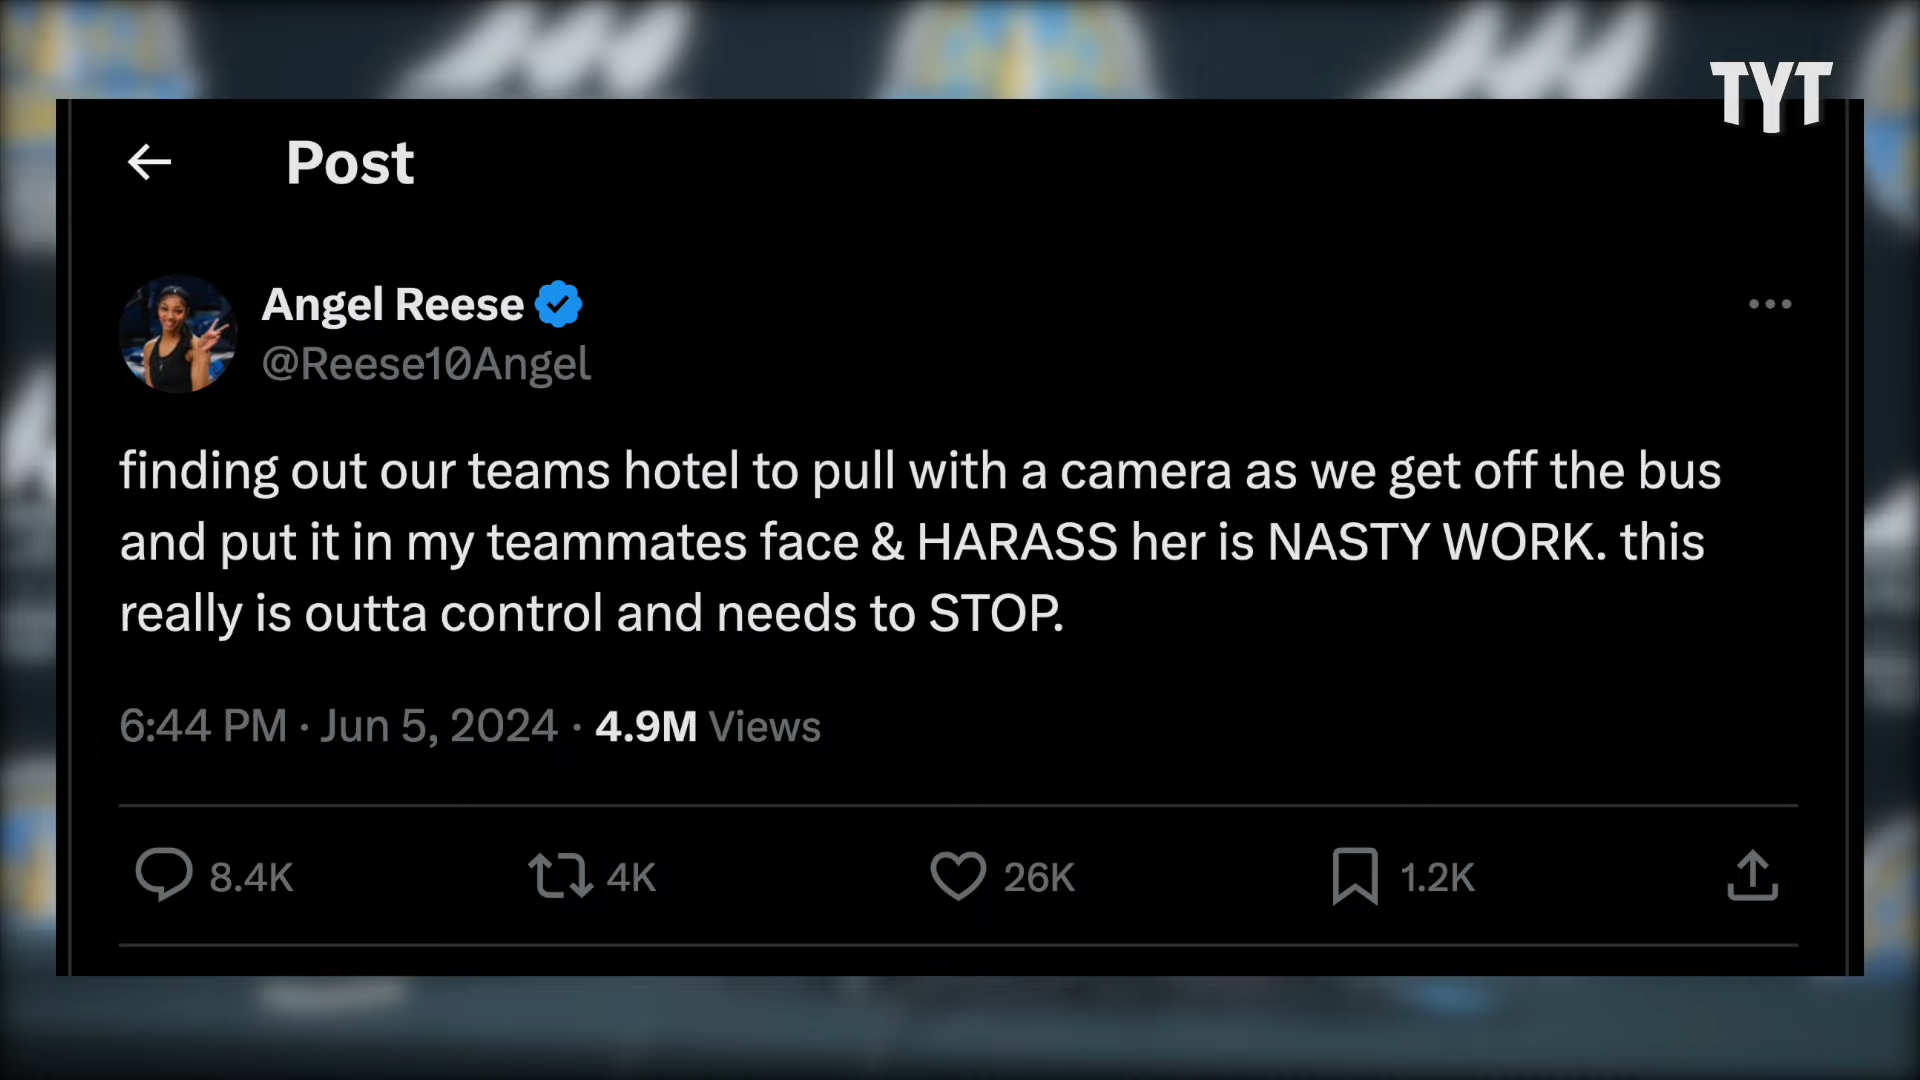 TYT
Post
Angel Reese
@Reese10Angel
finding out our teams hotel to pull with a camera as we get off the bus
and put it in my teammates face & HARASS her is NASTY WORK. this
really is outta control and needs to STOP.
6:44 PM · Jun 5, 2024 · 4.9M Views
8.4K 4K 26K 1.2K